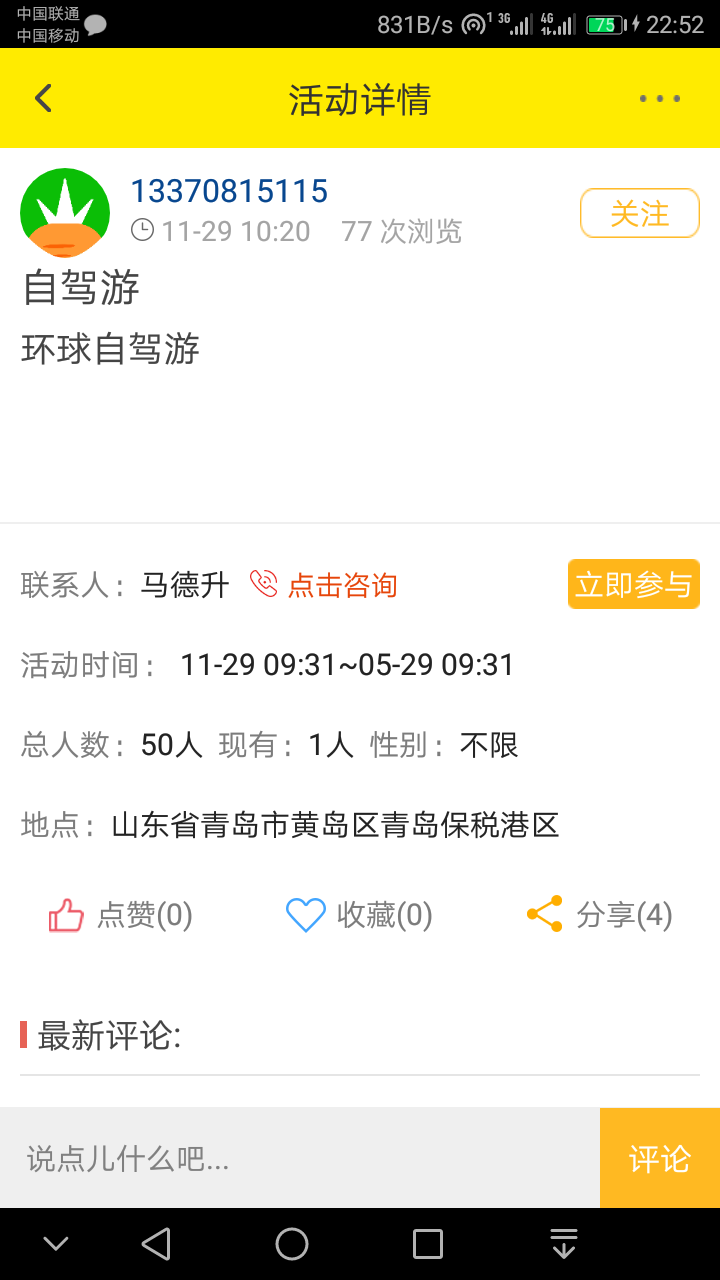 中国联通
中国移动
831B/s 1 3G 4G 75 22:52
活动详情
13370815115
11-29 10:20 77 次浏览
关注
自驾游
环球自驾游
联系人: 马德升 点击咨询 立即参与
活动时间: 11-29 09:31~05-29 09:31
总人数: 50人 现有: 1人 性别: 不限
地点: 山东省青岛市黄岛区青岛保税港区
点赞(0) 收藏(0) 分享(4)
最新评论:
说点儿什么吧... 评论